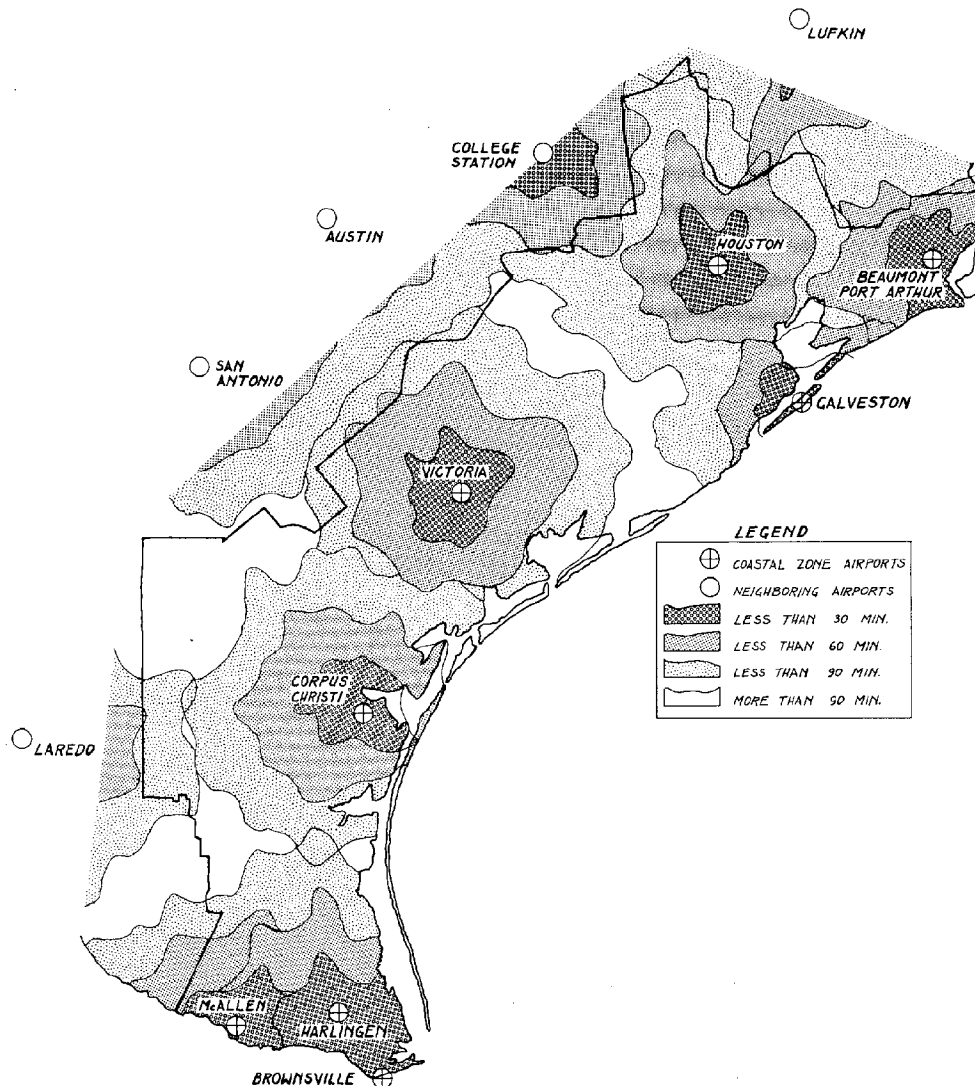 LUFKIN
COLLEGE
STATION
AUSTIN
HOUSTON
BEAUMONT
PORT ARTHUR
SAN
ANTONIO
GALVESTON
VICTORIA
LEGEND
COASTAL ZONE AIRPORTS
NEIGHBORING AIRPORTS
LESS THAN 30 MIN.
LESS THAN 60 MIN.
LESS THAN 90 MIN.
MORE THAN 90 MIN.
CORPUS
CHRISTI
LAREDO
McALLEN
HARLINGEN
BROWNSVILLE